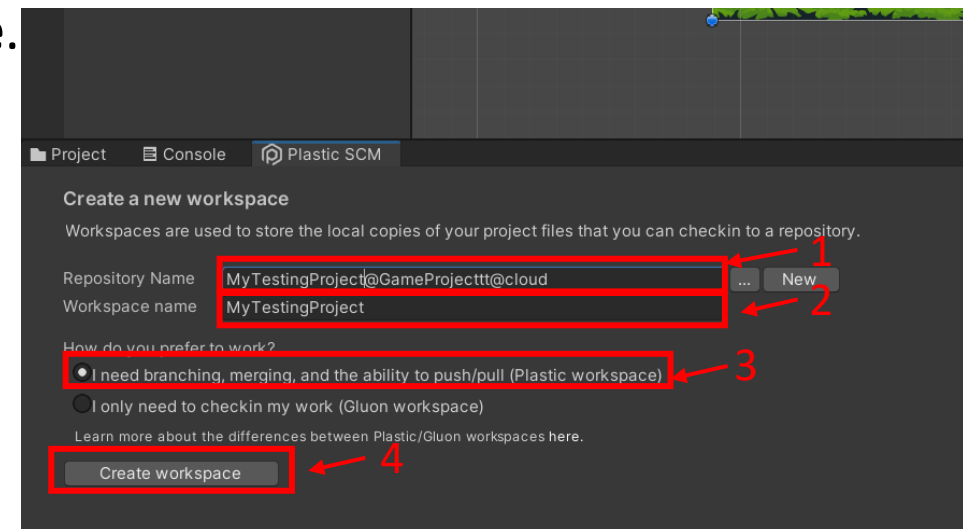 e.
Project Console Plastic SCM
Create a new workspace
Workspaces are used to store the local copies of your project files that you can checkin to a repository.
1
Repository Name MyTestingProject@GameProjecttt@cloud ... New
Workspace name MyTestingProject 2
How do you prefer to work?
I need branching, merging, and the ability to push/pull (Plastic workspace) 3
I only need to checkin my work (Gluon workspace)
Learn more about the differences between Plastic/Gluon workspaces here.
Create workspace 4